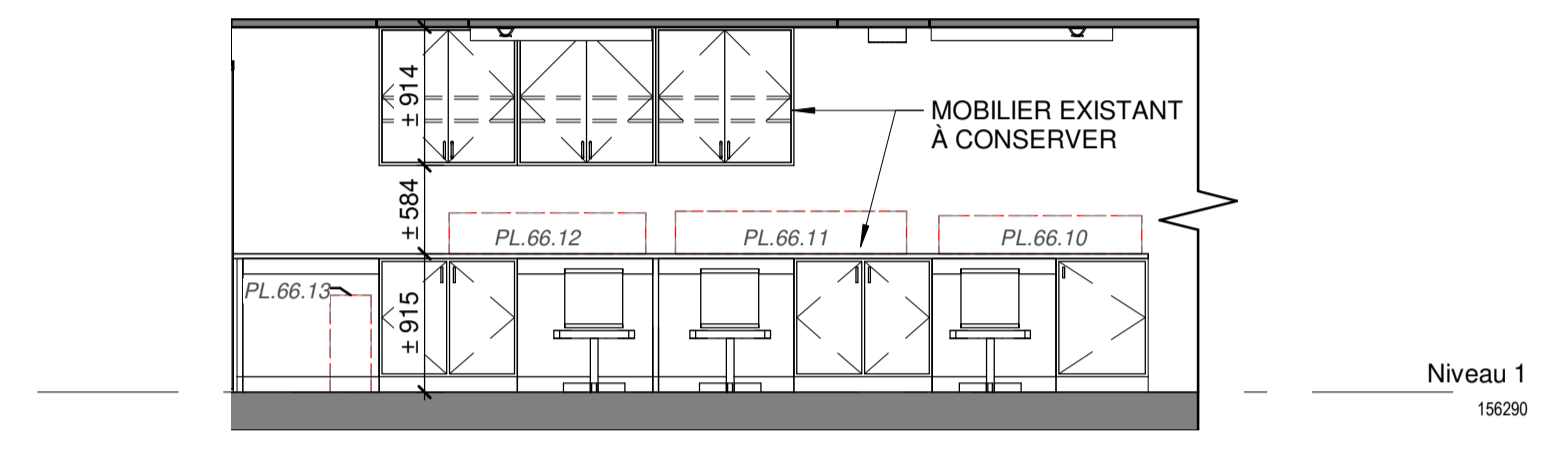 ± 914
MOBILIER EXISTANT
À CONSERVER
± 584
PL.66.12
PL.66.11
PL.66.10
PL.66.13
± 915
Niveau 1
156290